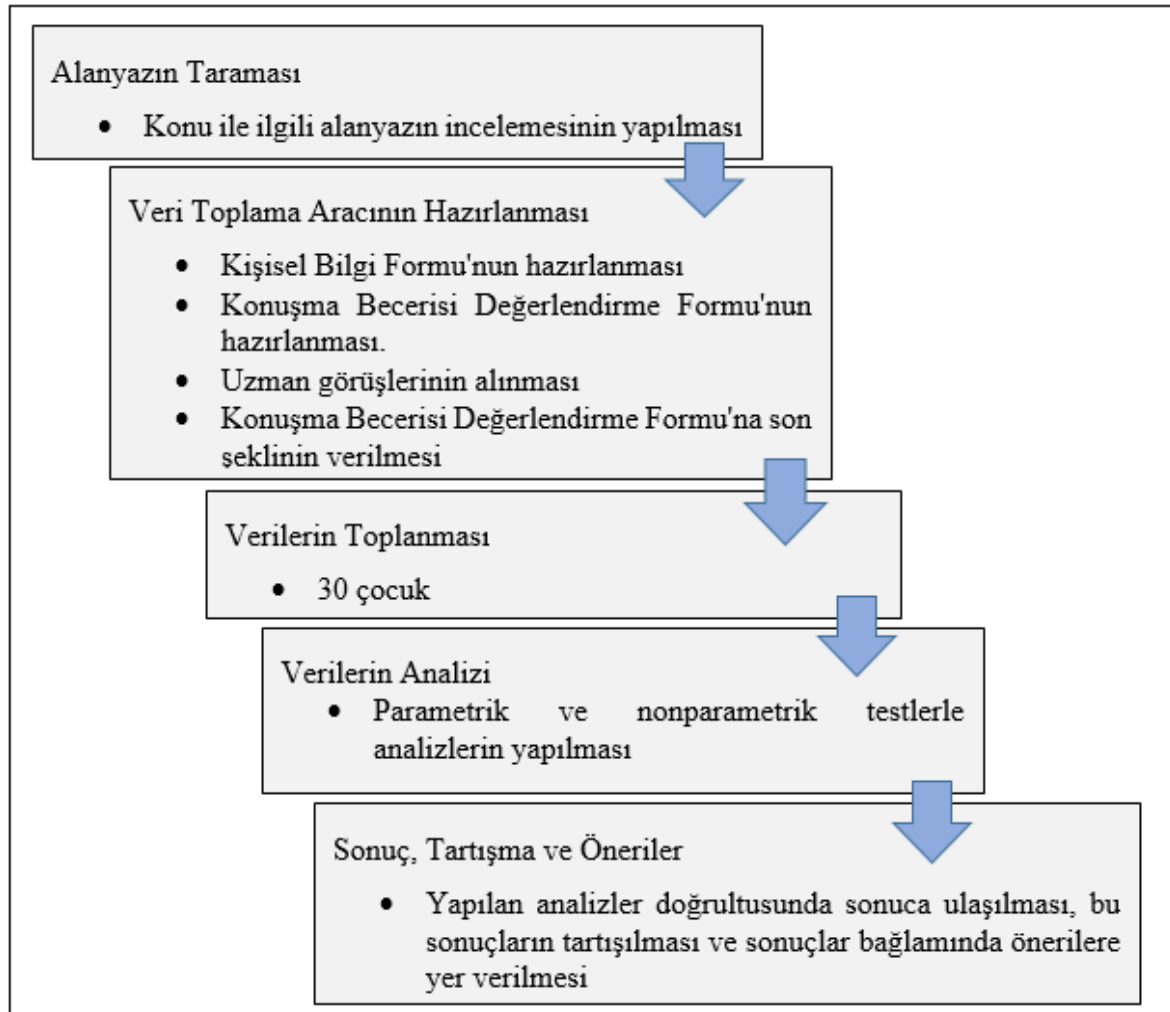 Alanyazın Taraması
• Konu ile ilgili alanyazın incelemesinin yapılması
Veri Toplama Aracının Hazırlanması
• Kişisel Bilgi Formu'nun hazırlanması
• Konuşma Becerisi Değerlendirme Formu'nun
hazırlanması.
• Uzman görüşlerinin alınması
• Konuşma Becerisi Değerlendirme Formu'na son
şeklinin verilmesi
Verilerin Toplanması
• 30 çocuk
Verilerin Analizi
• Parametrik ve nonparametrik testlerle
analizlerin yapılması
Sonuç, Tartışma ve Öneriler
• Yapılan analizler doğrultusunda sonuca ulaşılması, bu
sonuçların tartışılması ve sonuçlar bağlamında önerilere
yer verilmesi